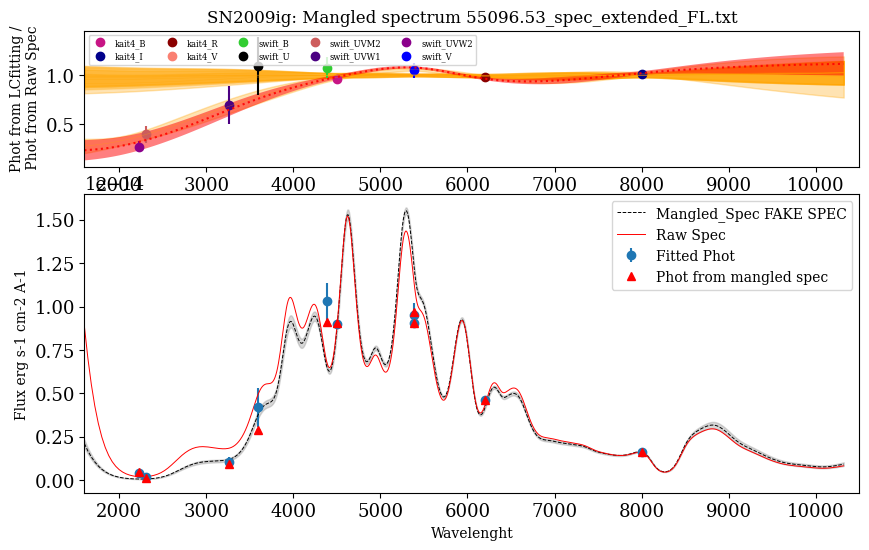 SN2009ig: Mangled spectrum 55096.53_spec_extended_FL.txt
Phot from LCfitting /
Phot from Raw Spec
kait4_B kait4_R swift_B swift_UVM2 swift_UVW2
kait4_I kait4_V swift_U swift_UVW1 swift_V
1.0
0.5
2000 3000 4000 5000 6000 7000 8000 9000 10000
1e−14
Mangled_Spec FAKE SPEC
Raw Spec
Fitted Phot
Phot from mangled spec
Flux erg s-1 cm-2 A-1
1.50
1.25
1.00
0.75
0.50
0.25
0.00
2000 3000 4000 5000 6000 7000 8000 9000 10000
Wavelenght